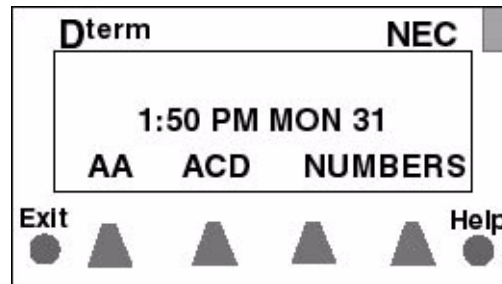 Dterm NEC
1:50 PM MON 31
AA ACD NUMBERS
Exit Help